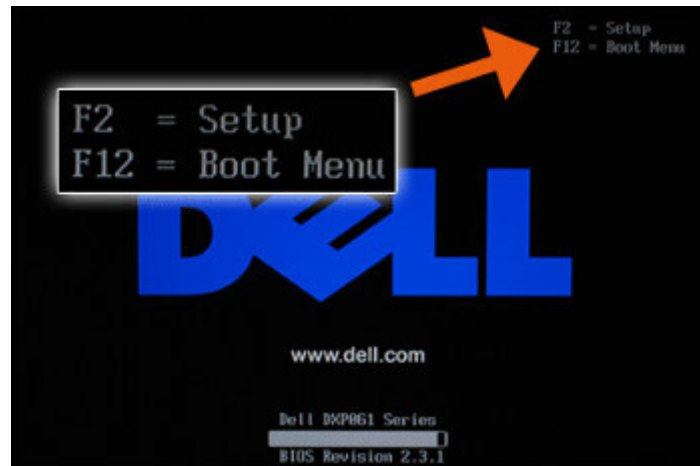 F2 = Setup
F12 = Boot Menu
F2 = Setup
F12 = Boot Menu
DELL
www.dell.com
Dell DXP061 Series
BIOS Revision 2.3.1